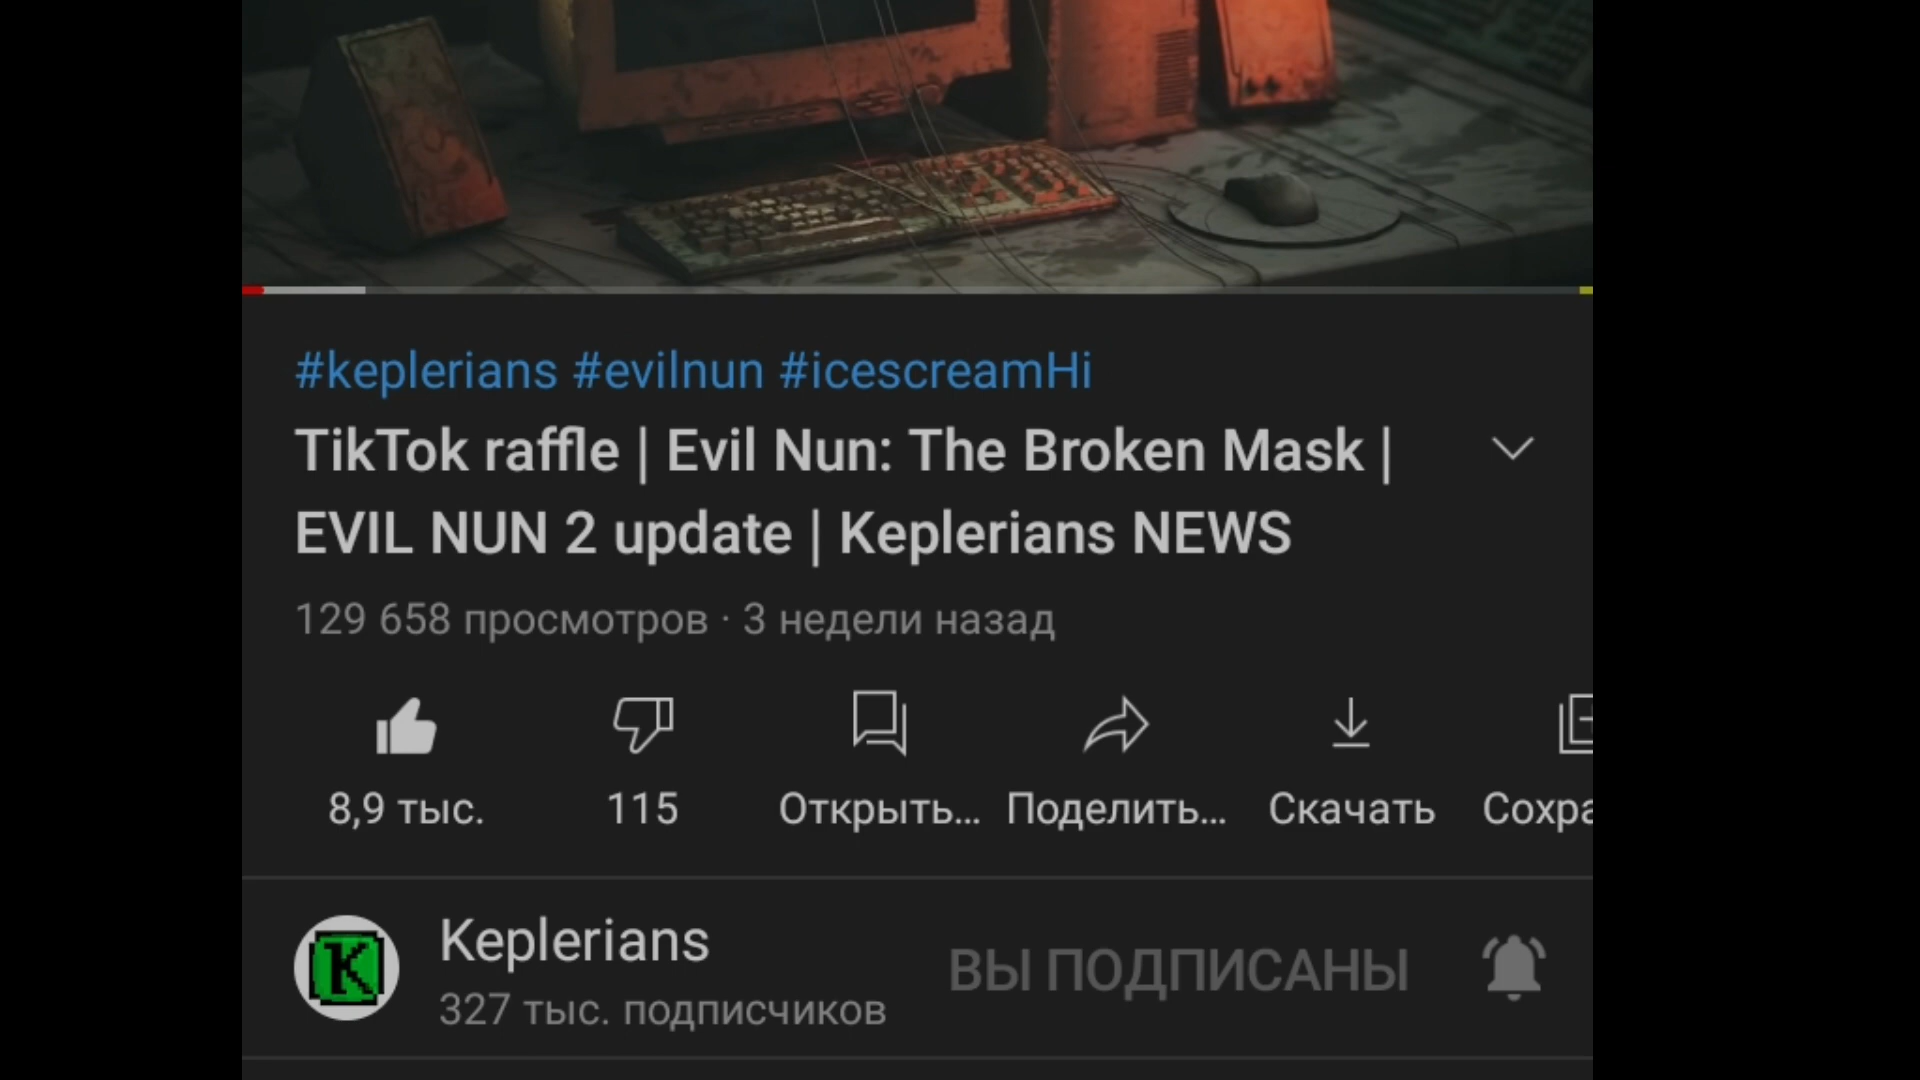 #keplerians #evilnun #icescreamHi
TikTok raffle | Evil Nun: The Broken Mask |
EVIL NUN 2 update | Keplerians NEWS
129 658 просмотров · 3 недели назад
8,9 тыс. 115 Открыть... Поделить... Скачать Сохра
K Keplerians ВЫ ПОДПИСАНЫ
327 тыс. подписчиков